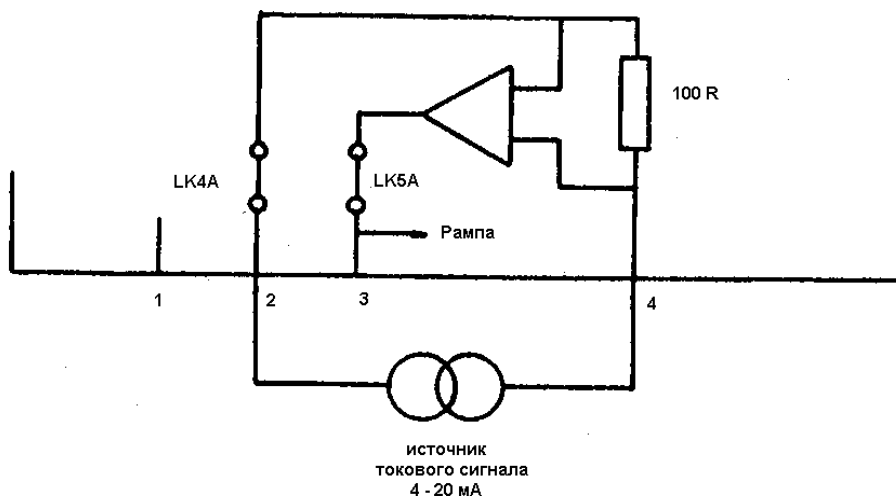 100 R
LK4A
LK5A
Рампа
1
2
3
4
источник
токового сигнала
4 - 20 мА